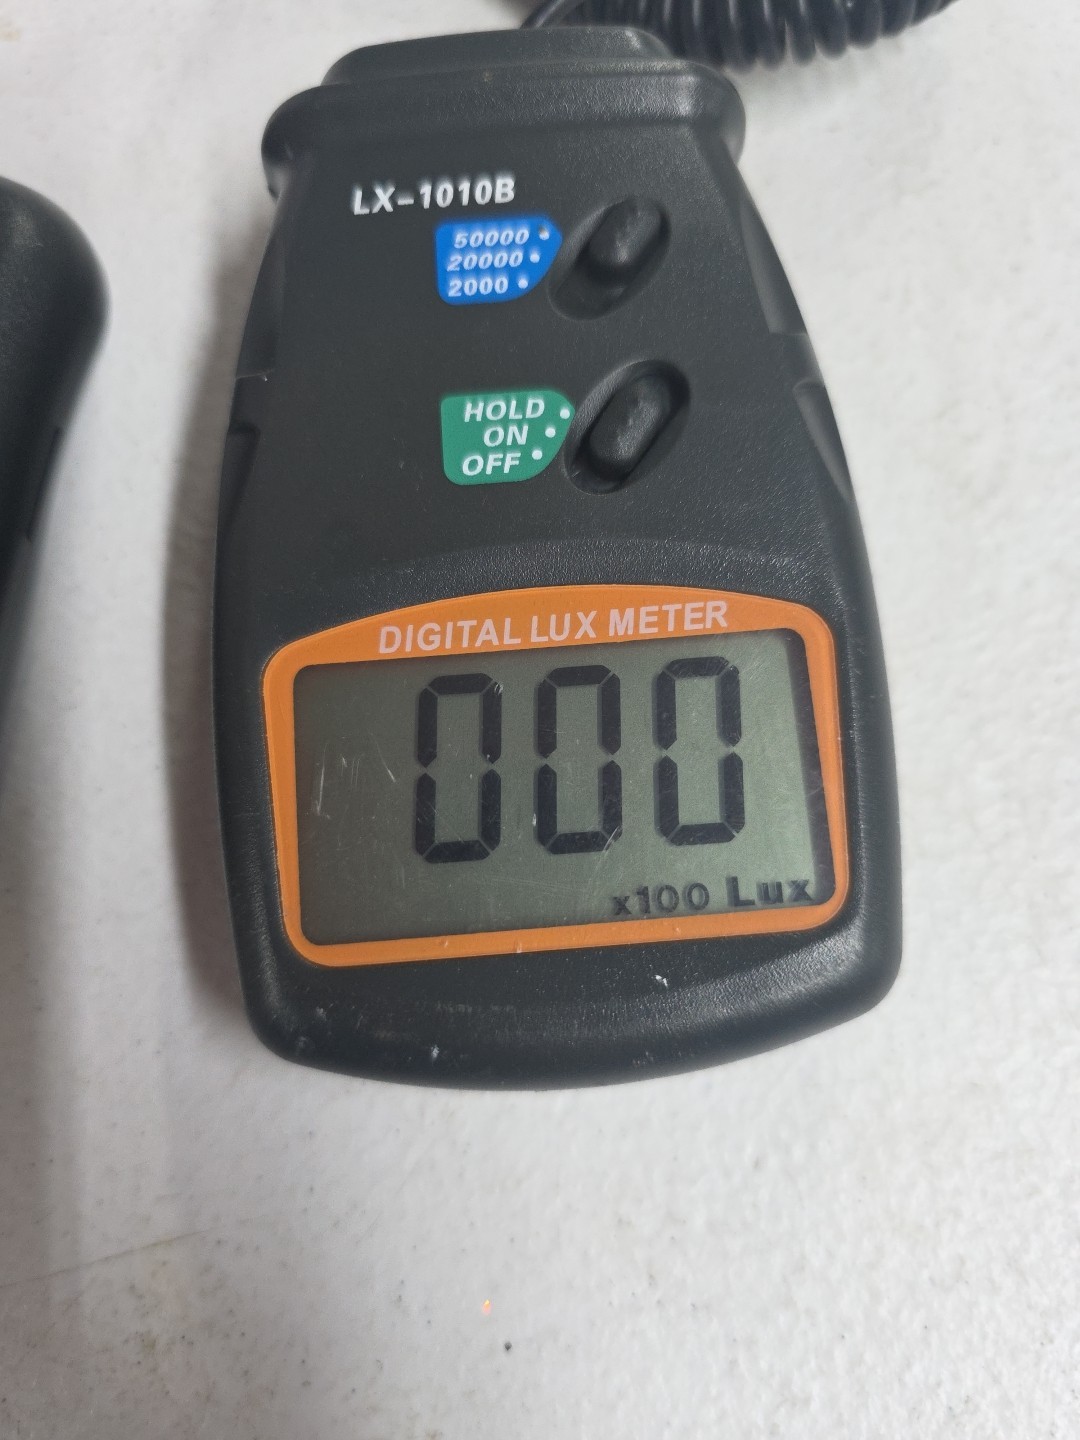 LX-1010B
50000
20000
2000
HOLD
ON
OFF
DIGITAL LUX METER
000
x100 Lux